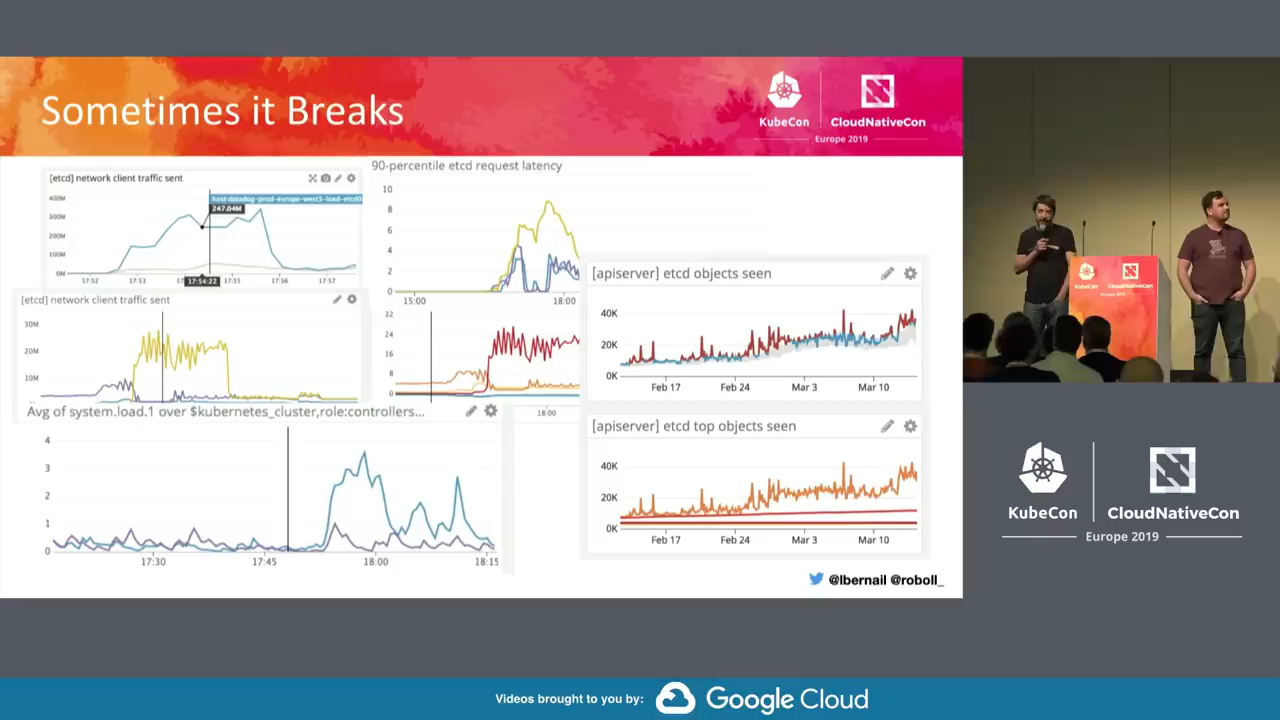 Sometimes it Breaks
KubeCon
CloudNativeCon
Europe 2019
[etcd] network client traffic sent
400M
300M
200M
100M
0M
247.04M
17:52
17:53
17:54:22
17:55
17:56
17:57
90-percentile etcd request latency
10
8
6
4
2
0
15:00
18:00
[etcd] network client traffic sent
30M
20M
10M
32
24
16
8
0
18:00
Avg of system.load.1 over $kubernetes_cluster,role:controllers...
4
3
2
1
0
17:30
17:45
18:00
18:15
[apiserver] etcd objects seen
40K
20K
0K
Feb 17
Feb 24
Mar 3
Mar 10
[apiserver] etcd top objects seen
40K
20K
0K
Feb 17
Feb 24
Mar 3
Mar 10
@lbernail @roboll_
KubeCon
CloudNativeCon
Europe 2019
KubeCon
CloudNativeCon
Europe 2019
Videos brought to you by:
Google Cloud